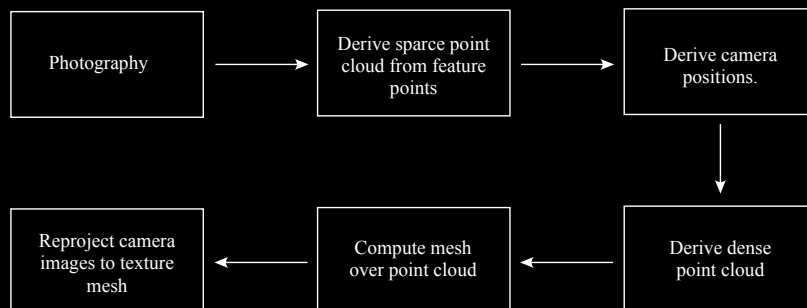 Photography
Derive sparce point
cloud from feature
points
Derive camera
positions.
Derive dense
point cloud
Compute mesh
over point cloud
Reproject camera
images to texture
mesh